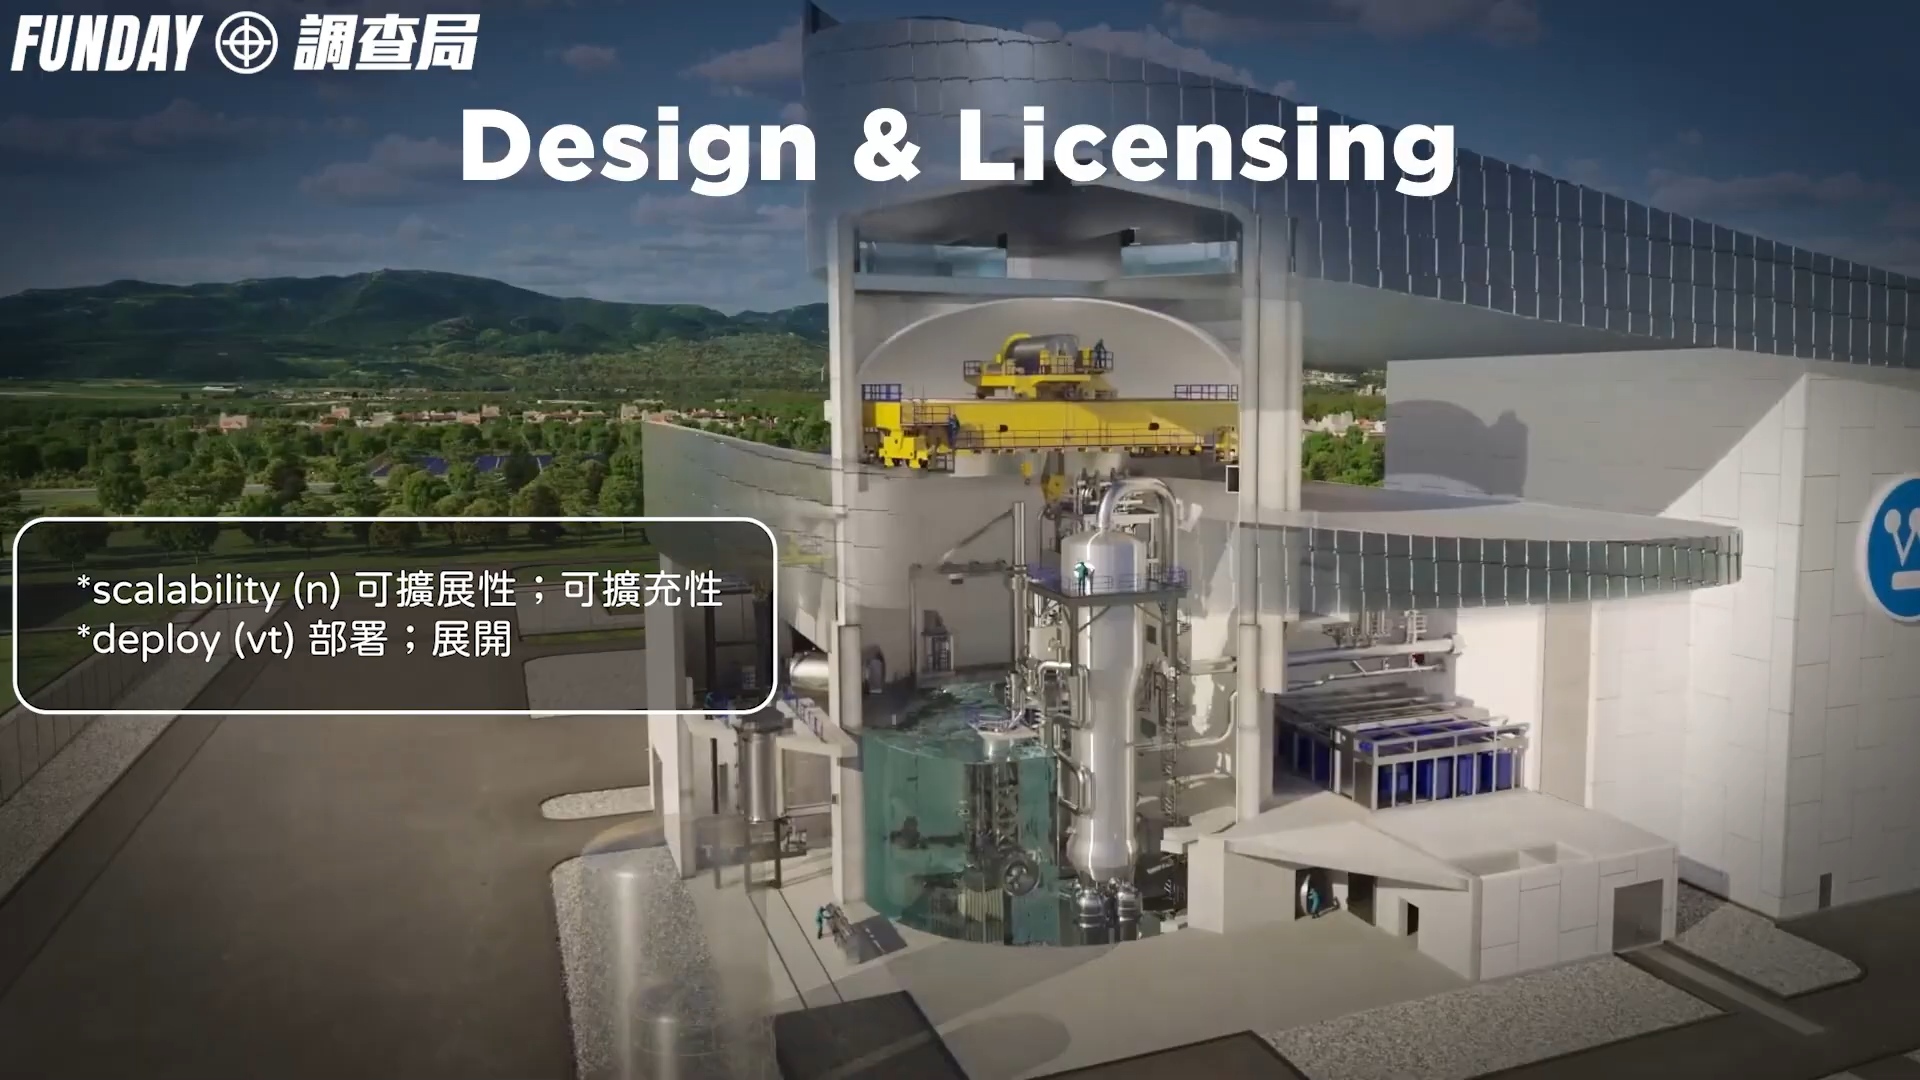 FUNDAY 調查局
Design & Licensing
*scalability (n) 可擴展性；可擴充性
*deploy (vt) 部署；展開